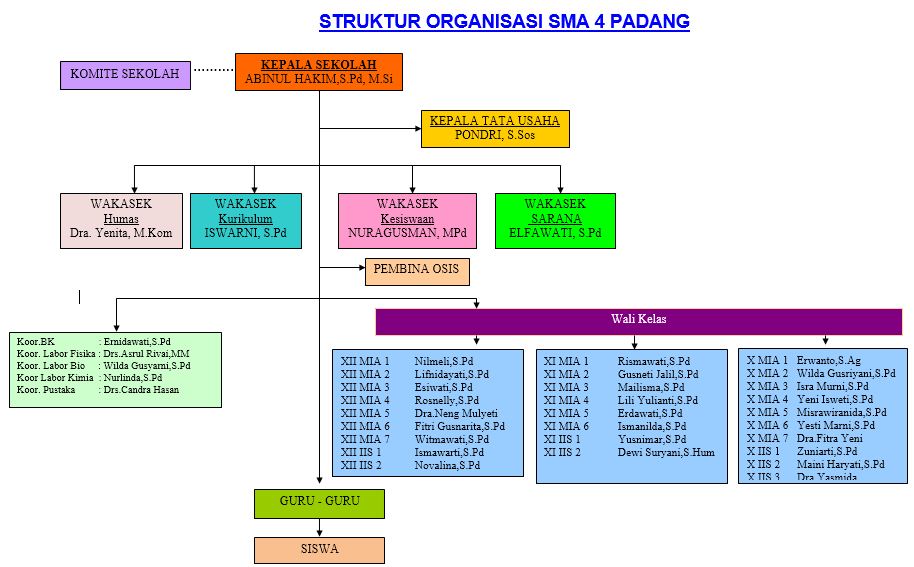 STRUKTUR ORGANISASI SMA 4 PADANG
KOMITE SEKOLAH
KEPALA SEKOLAH
ABINUL HAKIM,S.Pd, M.Si
KEPALA TATA USAHA
PONDRI, S.Sos
WAKASEK
Humas
Dra. Yenita, M.Kom
WAKASEK
Kurikulum
ISWARNI, S.Pd
WAKASEK
Kesiswaan
NURAGUSMAN, MPd
WAKASEK
SARANA
ELFAWATI, S.Pd
PEMBINA OSIS
Wali Kelas
Koor.BK : Ernidawati,S.Pd
Koor. Labor Fisika : Drs.Asrul Rivai,MM
Koor. Labor Bio : Wilda Gusyarni,S.Pd
Koor Labor Kimia : Nurlinda,S.Pd
Koor. Pustaka : Drs.Candra Hasan
XII MIA 1 Nilmeli,S.Pd
XII MIA 2 Lifnidayati,S.Pd
XII MIA 3 Esiwati,S.Pd
XII MIA 4 Rosnelly,S.Pd
XII MIA 5 Dra.Neng Mulyeti
XII MIA 6 Fitri Gusnarita,S.Pd
XII MIA 7 Witmawati,S.Pd
XII IIS 1 Ismawarti,S.Pd
XII IIS 2 Novalina,S.Pd
XI MIA 1 Rismawati,S.Pd
XI MIA 2 Gusneti Jalil,S.Pd
XI MIA 3 Mailisma,S.Pd
XI MIA 4 Lili Yulianti,S.Pd
XI MIA 5 Erdawati,S.Pd
XI MIA 6 Ismanilda,S.Pd
XI IIS 1 Yusnimar,S.Pd
XI IIS 2 Dewi Suryani,S.Hum
X MIA 1 Erwanto,S.Ag
X MIA 2 Wilda Gusriyani,S.Pd
X MIA 3 Isra Murni,S.Pd
X MIA 4 Yeni Isweti,S.Pd
X MIA 5 Misrawiranida,S.Pd
X MIA 6 Yesti Marni,S.Pd
X MIA 7 Dra.Fitra Yeni
X IIS 1 Zuniarti,S.Pd
X IIS 2 Maini Haryati,S.Pd
X IIS 3 Dra.Yasmida
GURU - GURU
SISWA